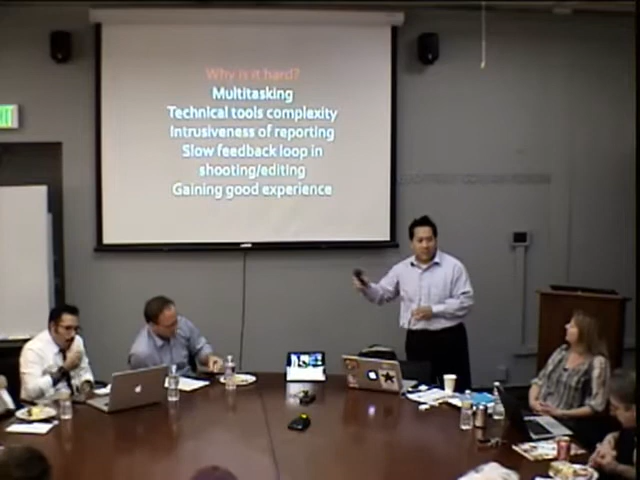 Why is it hard?
Multitasking
Technical tools complexity
Intrusiveness of reporting
Slow feedback loop in
shooting/editing
Gaining good experience